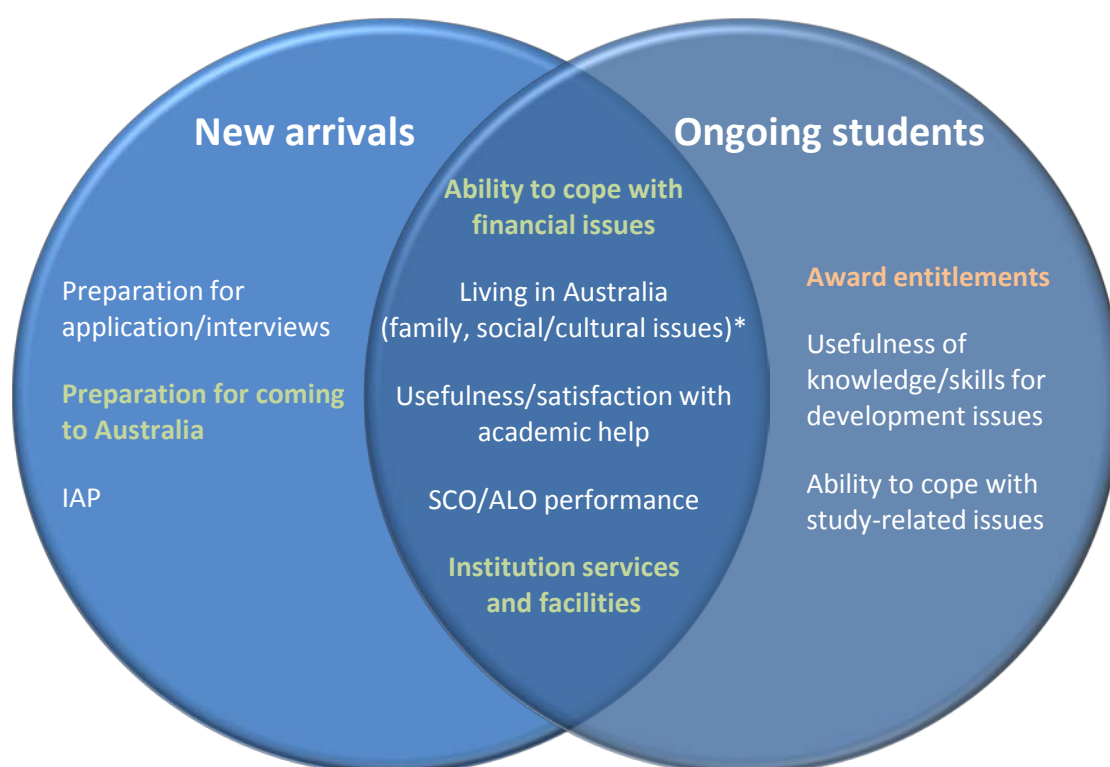 New arrivals
Preparation for
application/interviews
Preparation for coming
to Australia
IAP
Ability to cope with
financial issues
Living in Australia
(family, social/cultural issues)*
Usefulness/satisfaction with
academic help
SCO/ALO performance
Institution services
and facilities
Ongoing students
Award entitlements
Usefulness of
knowledge/skills for
development issues
Ability to cope with
study-related issues